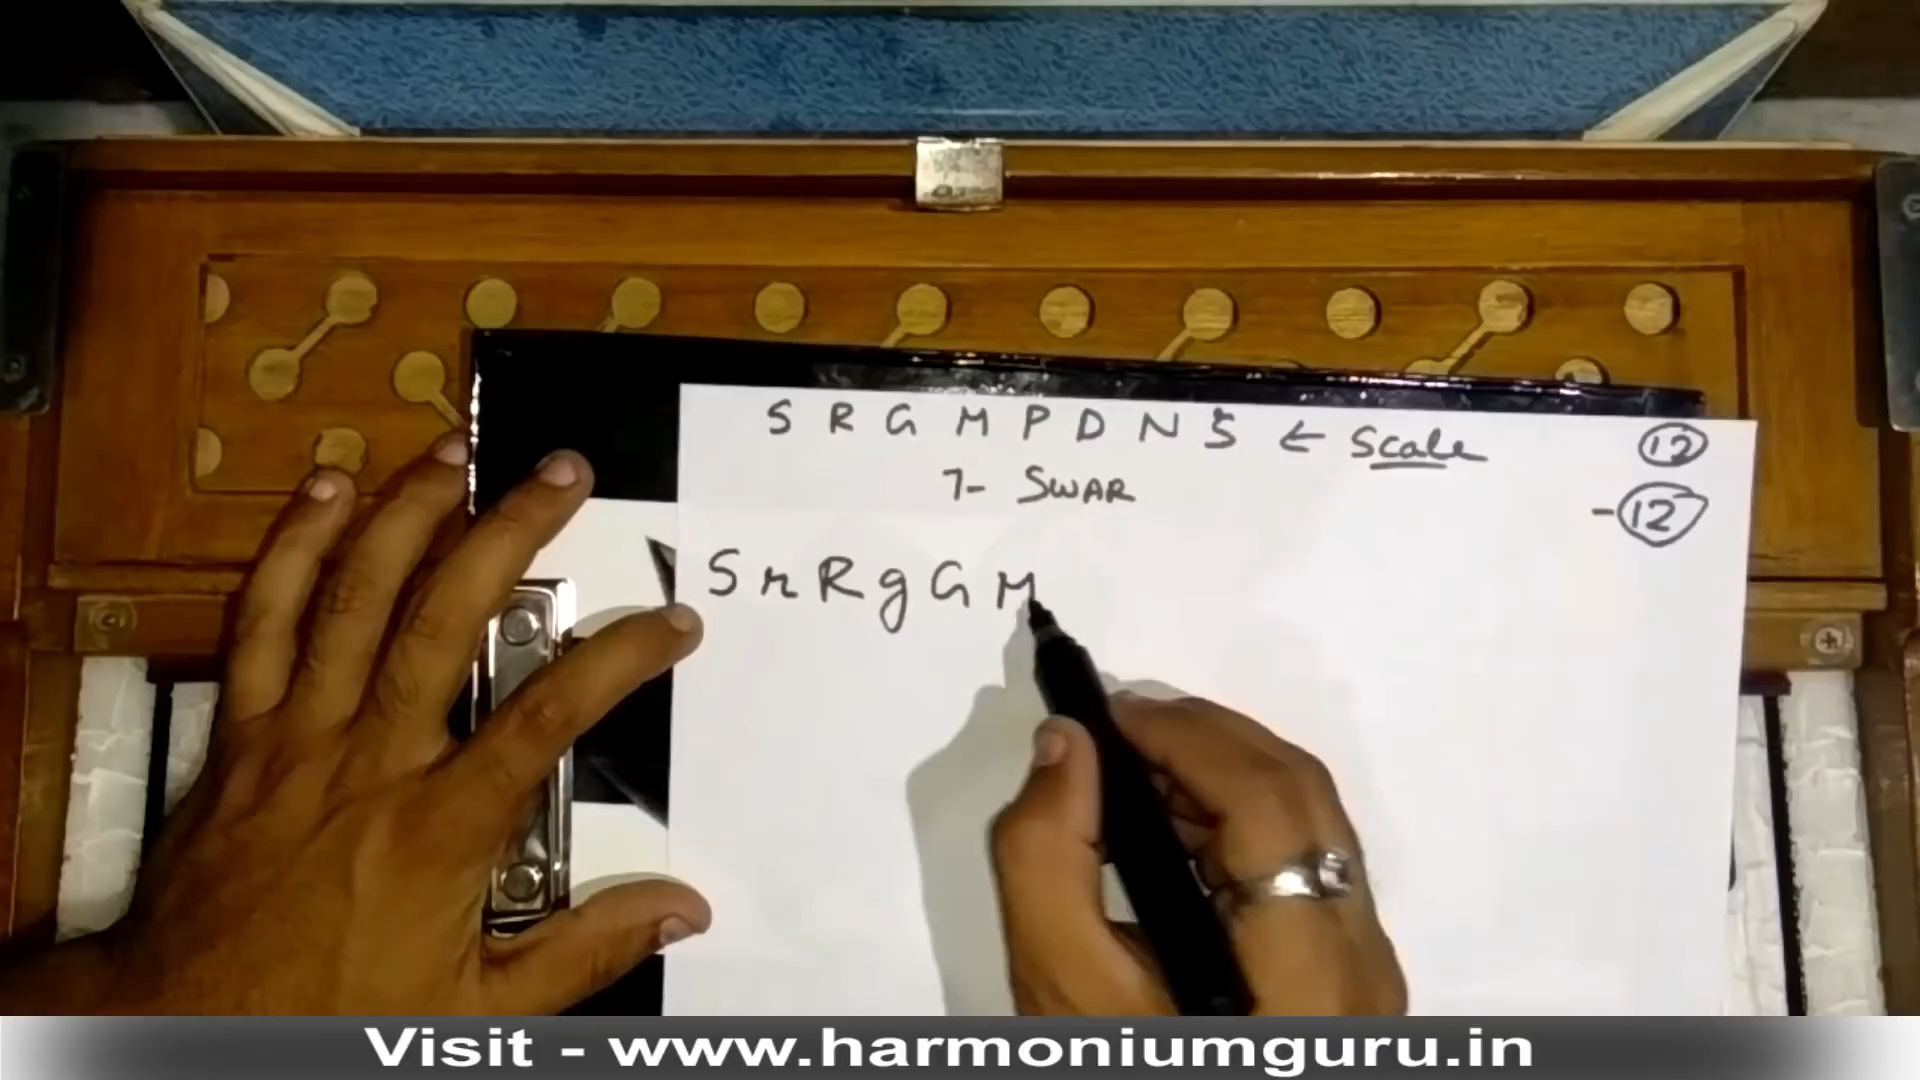 S R G M P D N Ṡ ← Scale 12
7- SWAR -12
S r R g G M
Visit - www.harmoniumguru.in